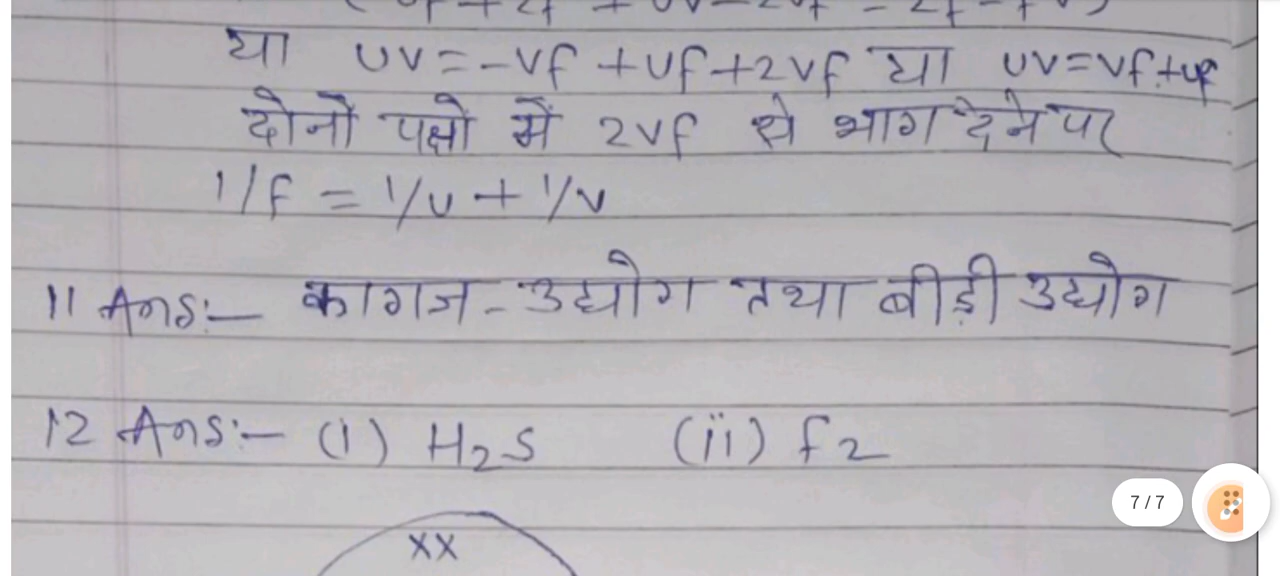 या UV=-Vf+Uf+2Vf या UV=Vf+Uf
दोनों पक्षो में 2Vf से भाग देने पर
1/f = 1/U + 1/V
11 Ans:- कागज-उद्योग तथा बीड़ी उद्योग
12 Ans:- (i) H2S (ii) f2
7/7
XX